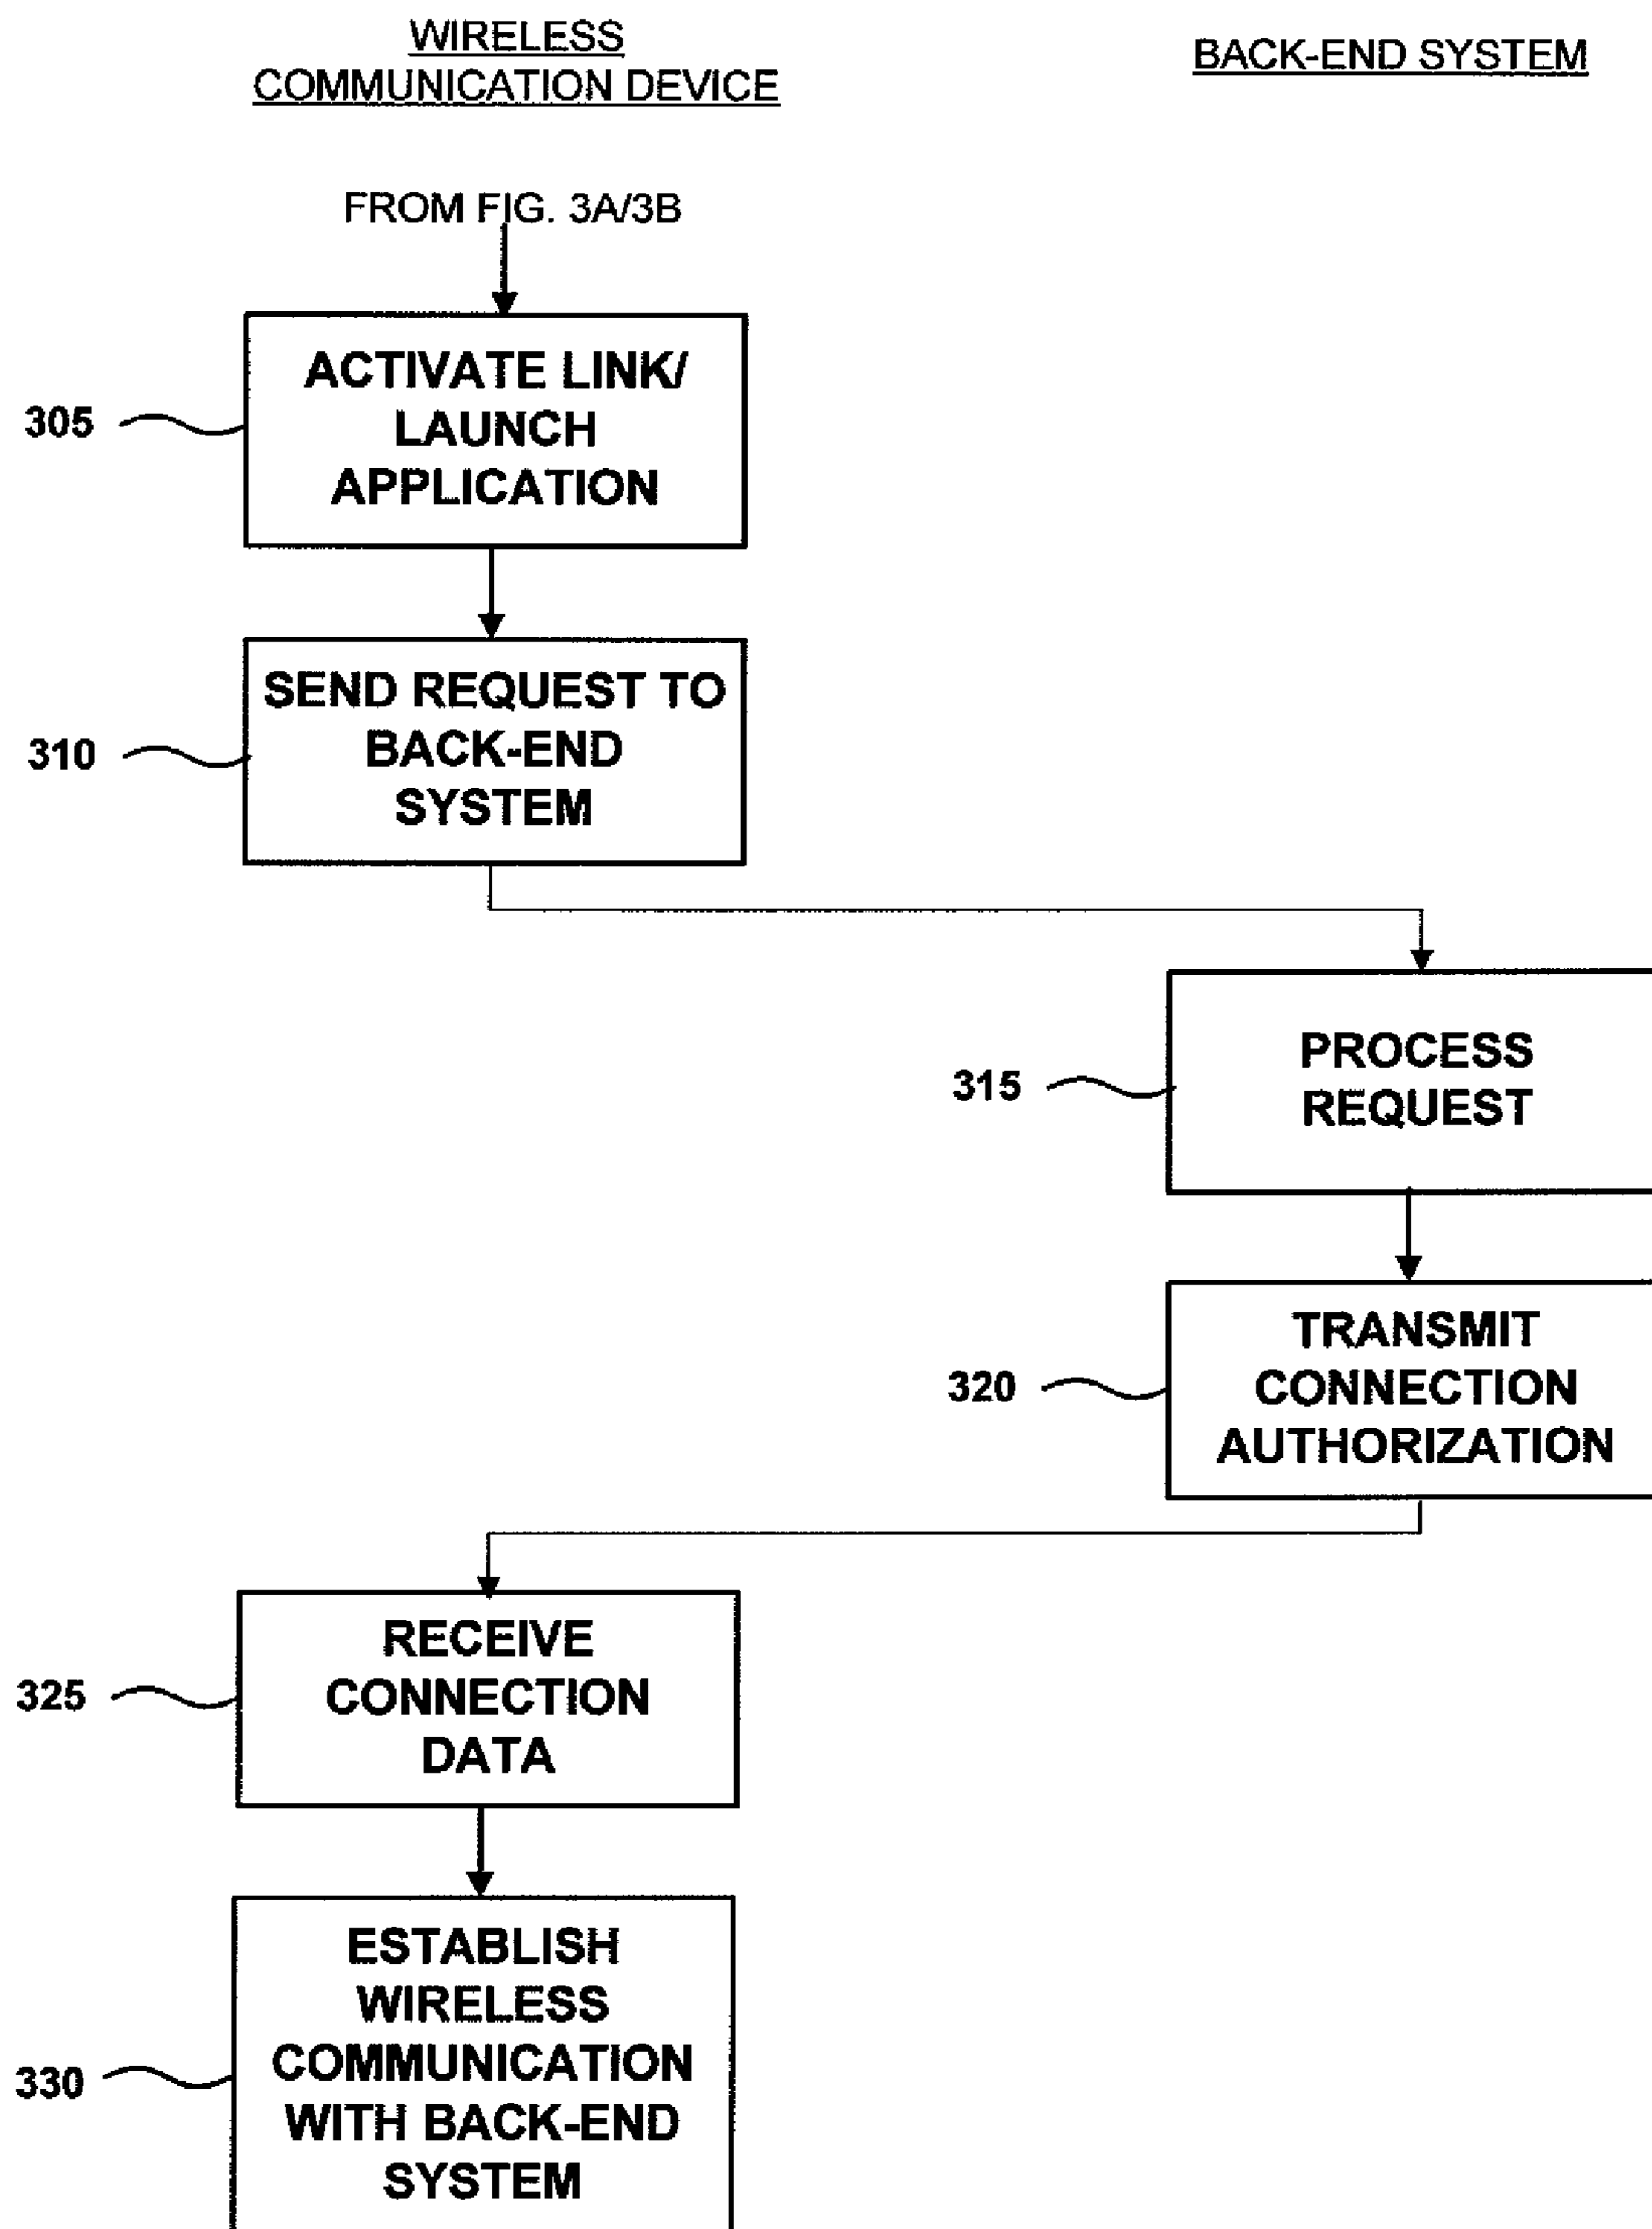 WIRELESS
COMMUNICATION DEVICE
BACK-END SYSTEM
FROM FIG. 3A/3B
305
ACTIVATE LINK/
LAUNCH
APPLICATION
310
SEND REQUEST TO
BACK-END
SYSTEM
315
PROCESS
REQUEST
320
TRANSMIT
CONNECTION
AUTHORIZATION
325
RECEIVE
CONNECTION
DATA
330
ESTABLISH
WIRELESS
COMMUNICATION
WITH BACK-END
SYSTEM